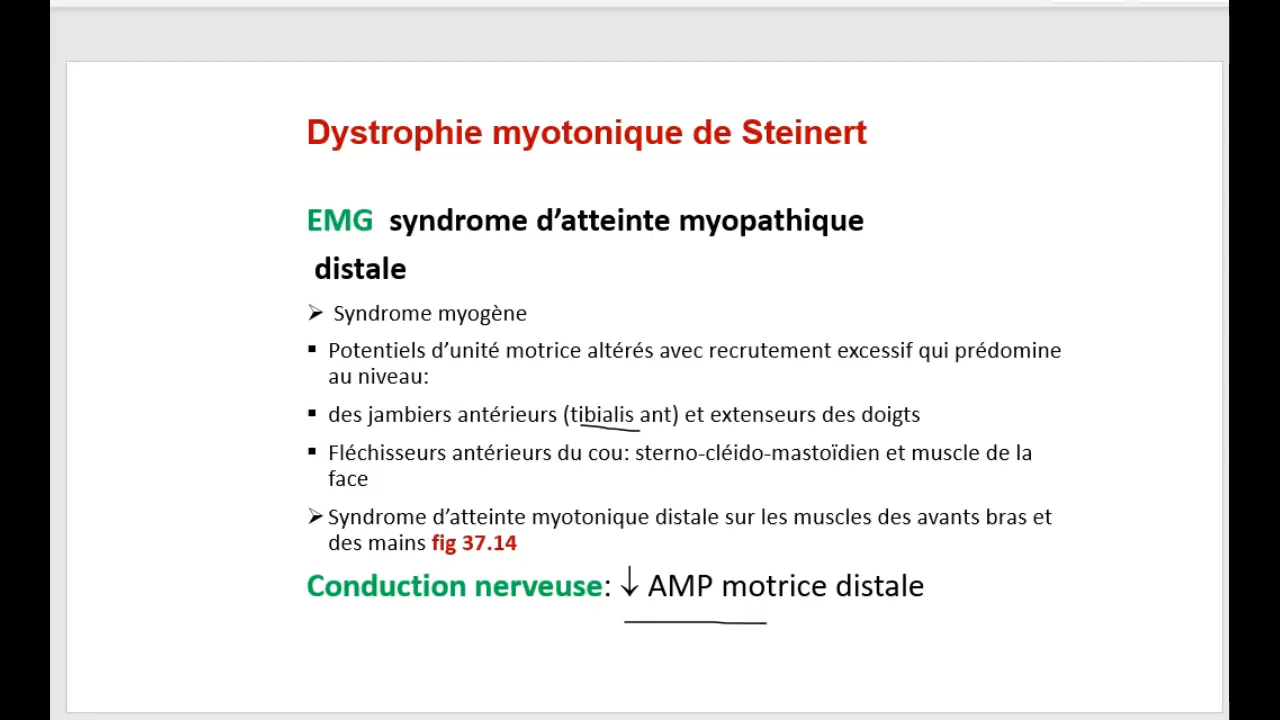 Dystrophie myotonique de Steinert
EMG syndrome d’atteinte myopathique
distale
➢ Syndrome myogène
▪ Potentiels d’unité motrice altérés avec recrutement excessif qui prédomine
au niveau:
▪ des jambiers antérieurs (tibialis ant) et extenseurs des doigts
▪ Fléchisseurs antérieurs du cou: sterno-cléido-mastoïdien et muscle de la
face
➢ Syndrome d’atteinte myotonique distale sur les muscles des avants bras et
des mains fig 37.14
Conduction nerveuse: ↓ AMP motrice distale